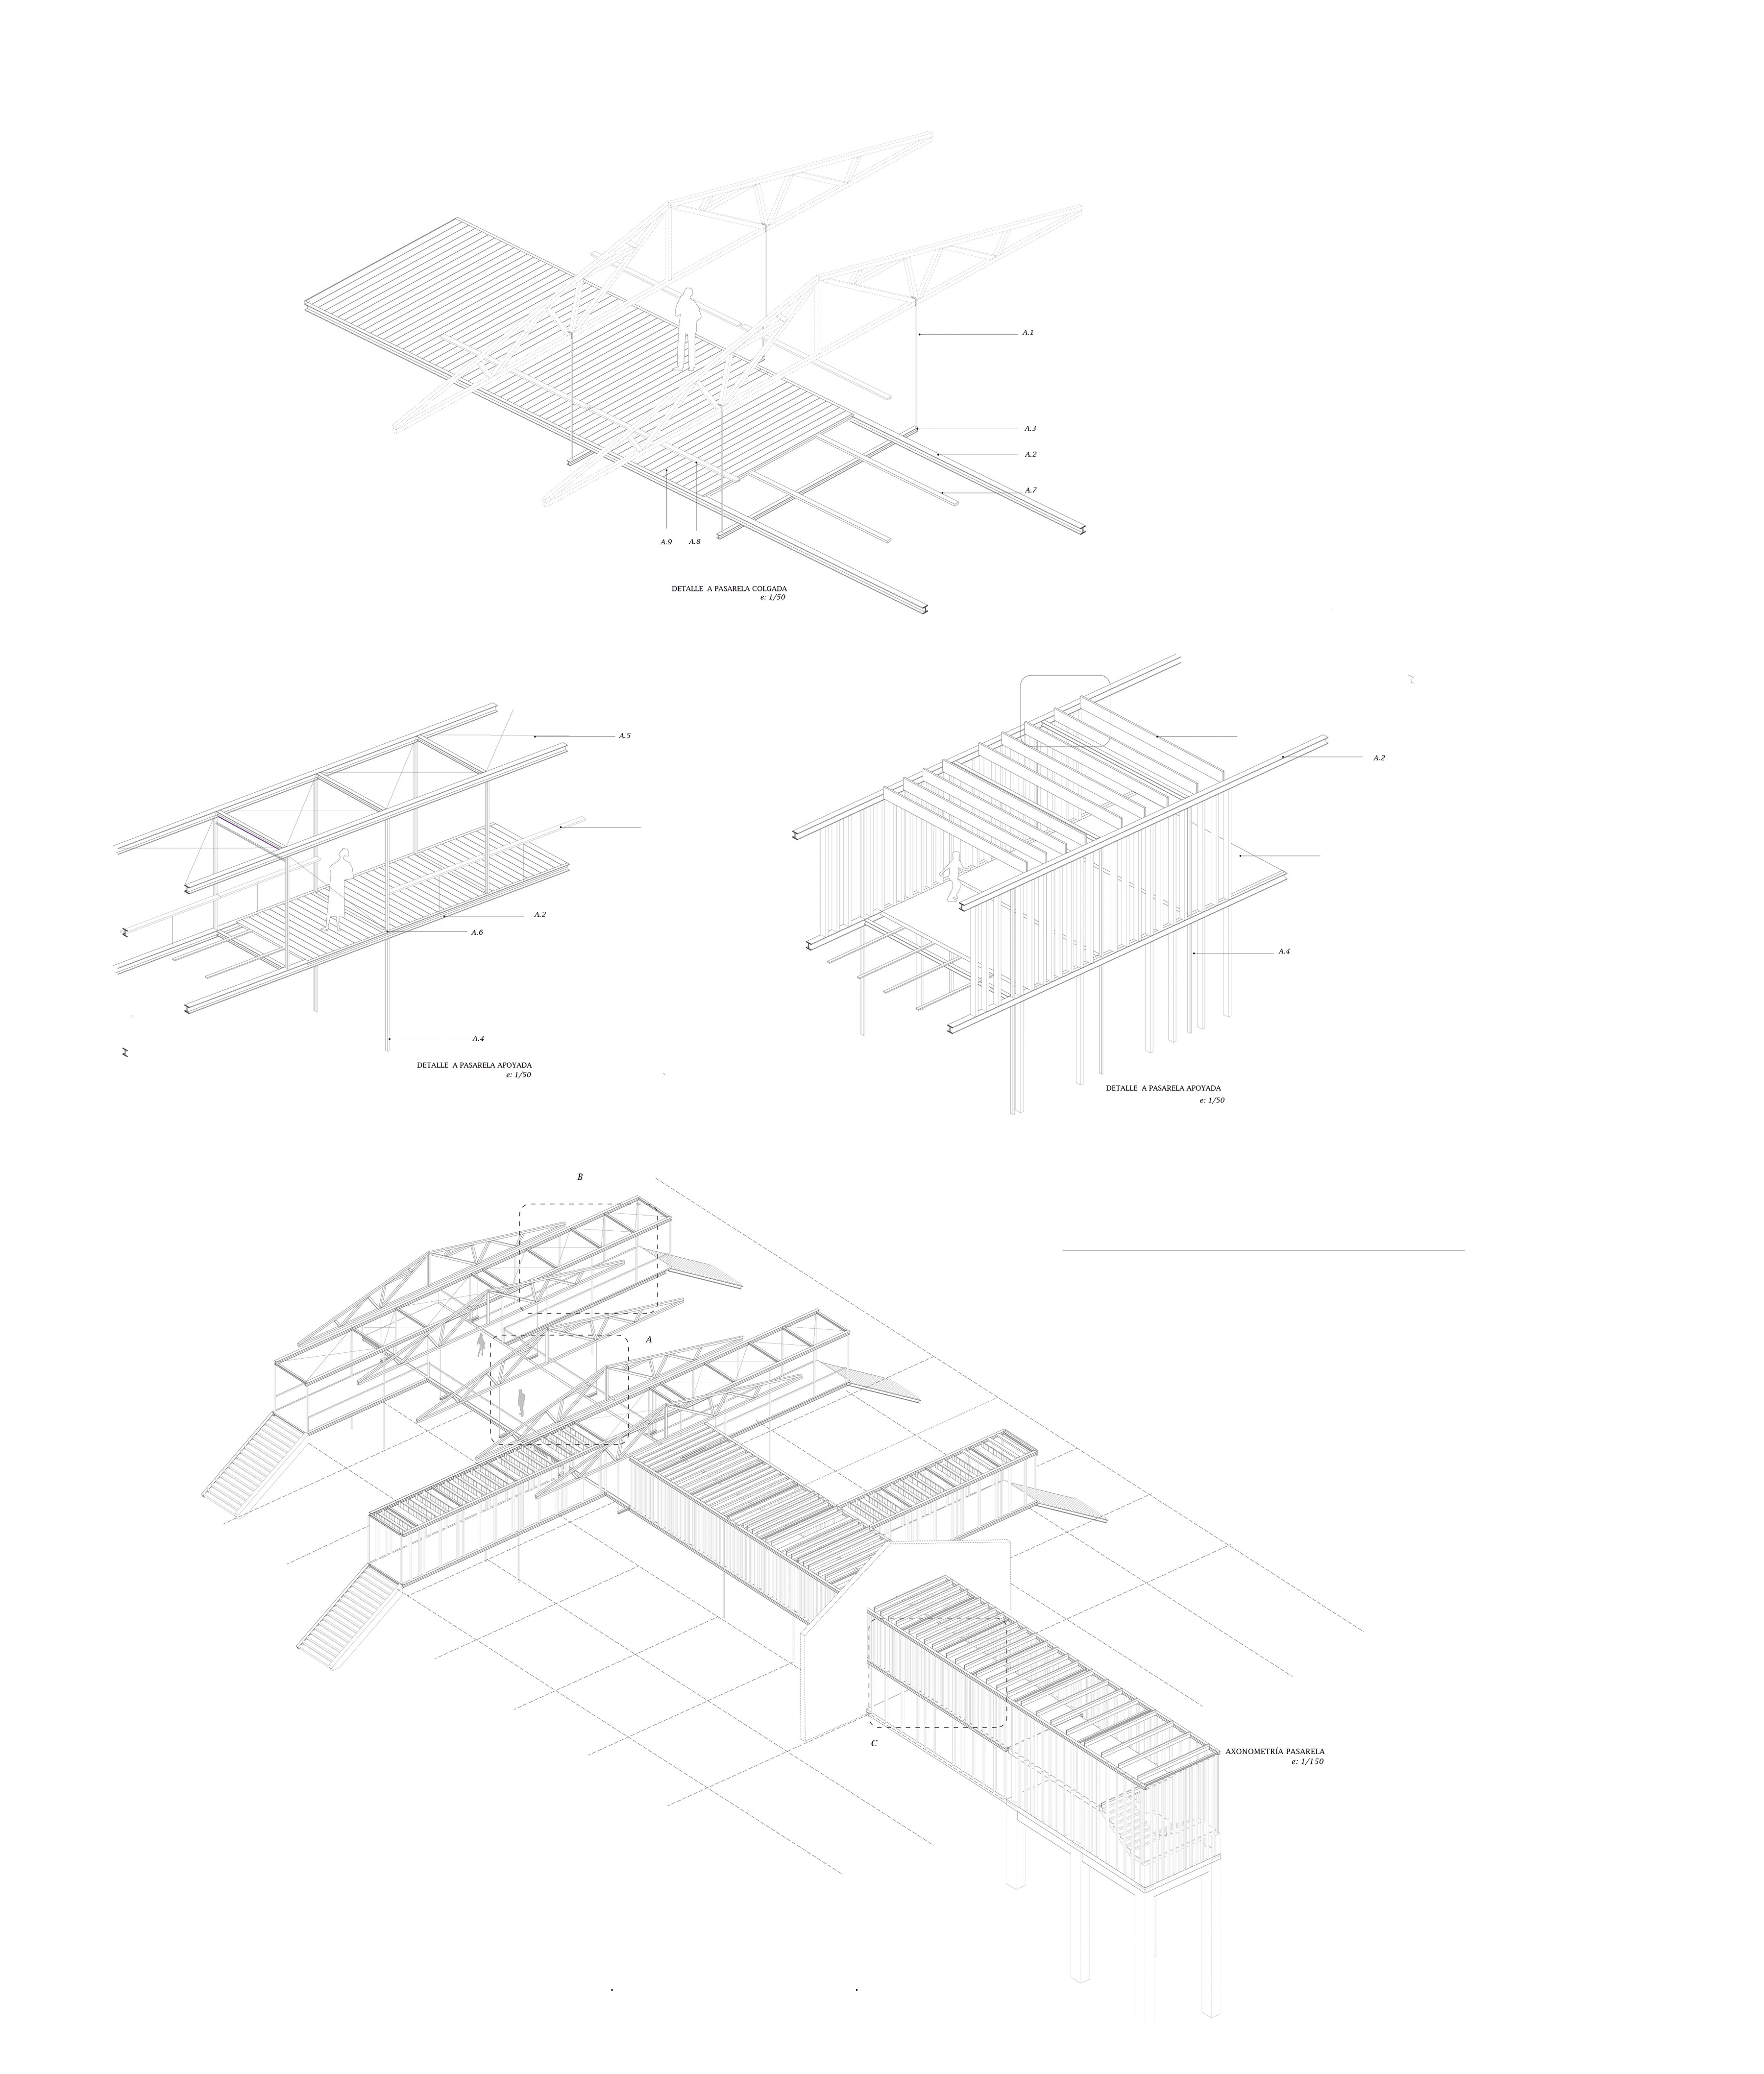 A.1
A.3
A.2
A.7
A.9 A.8
DETALLE A PASARELA COLGADA
e: 1/50
A.5
A.2
A.6
A.4
DETALLE A PASARELA APOYADA
e: 1/50
A.2
A.4
DETALLE A PASARELA APOYADA
e: 1/50
B
A
C
AXONOMETRÍA PASARELA
e: 1/150